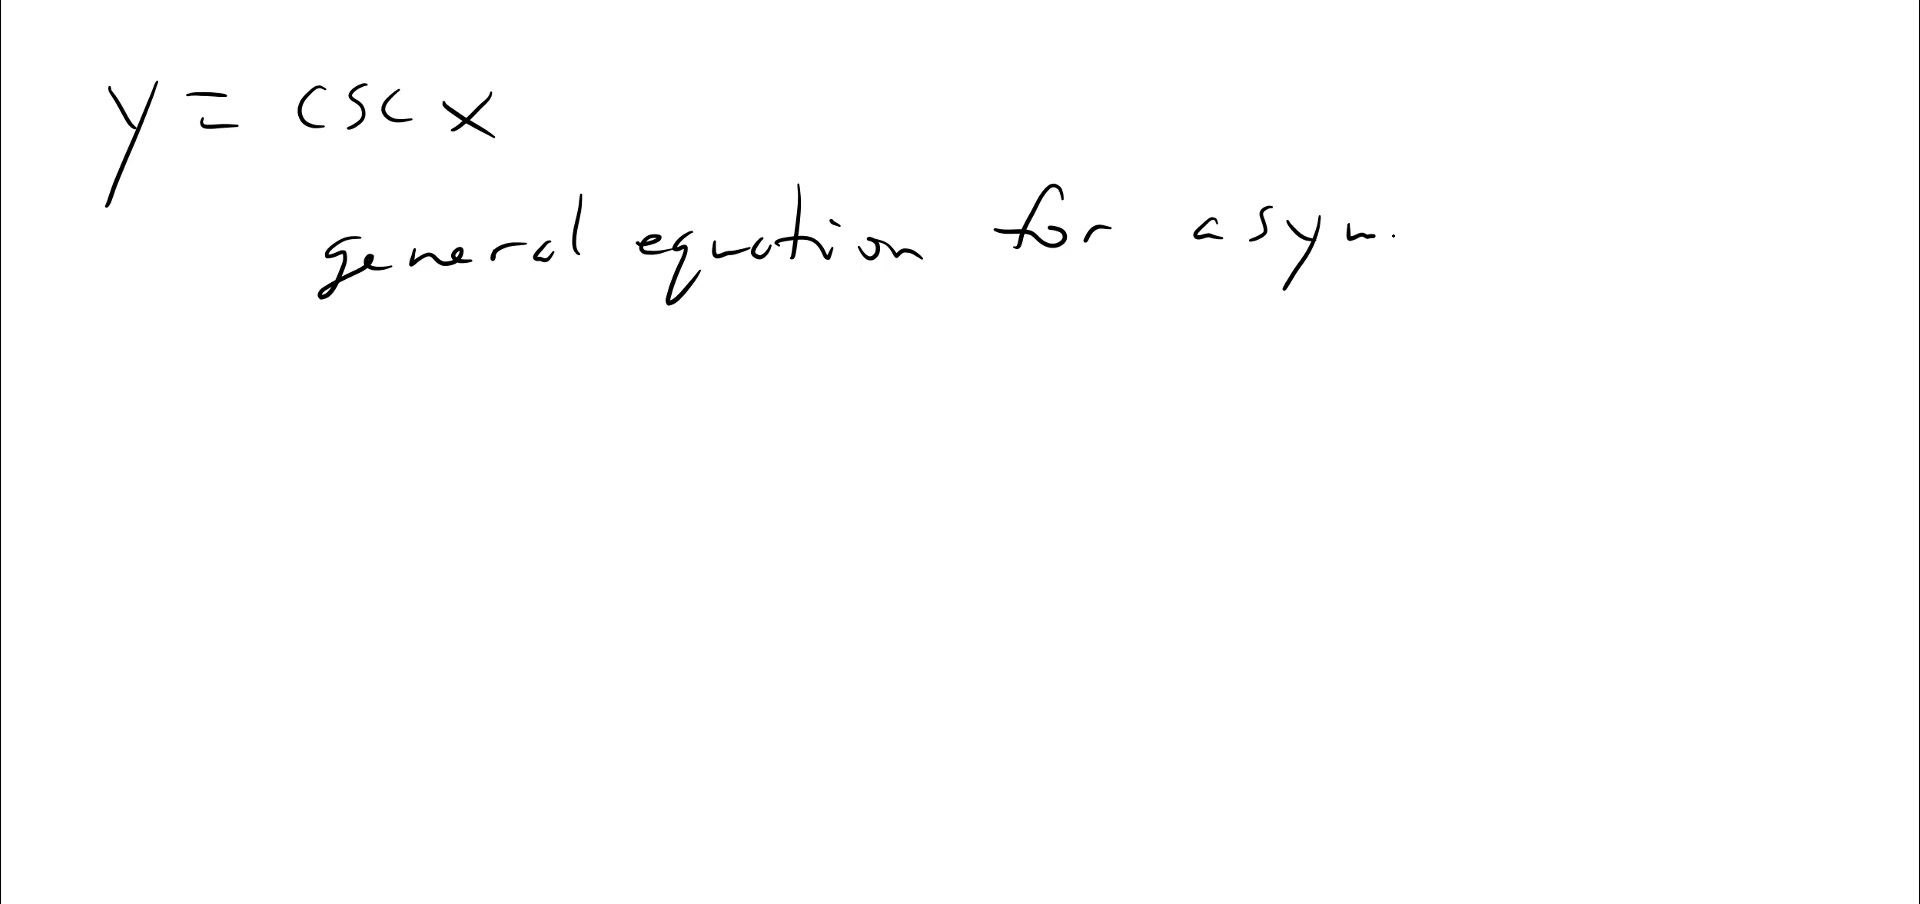 y = csc x
general equation for asym.